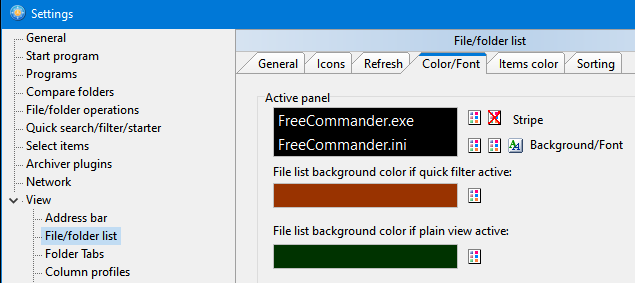 Settings
General
Start program
Programs
Compare folders
File/folder operations
Quick search/filter/starter
Select items
Archiver plugins
Network
View
Address bar
File/folder list
Folder Tabs
Column profiles
File/folder list
General Icons Refresh Color/Font Items color Sorting
Active panel
FreeCommander.exe Stripe
FreeCommander.ini Background/Font
File list background color if quick filter active:
File list background color if plain view active: